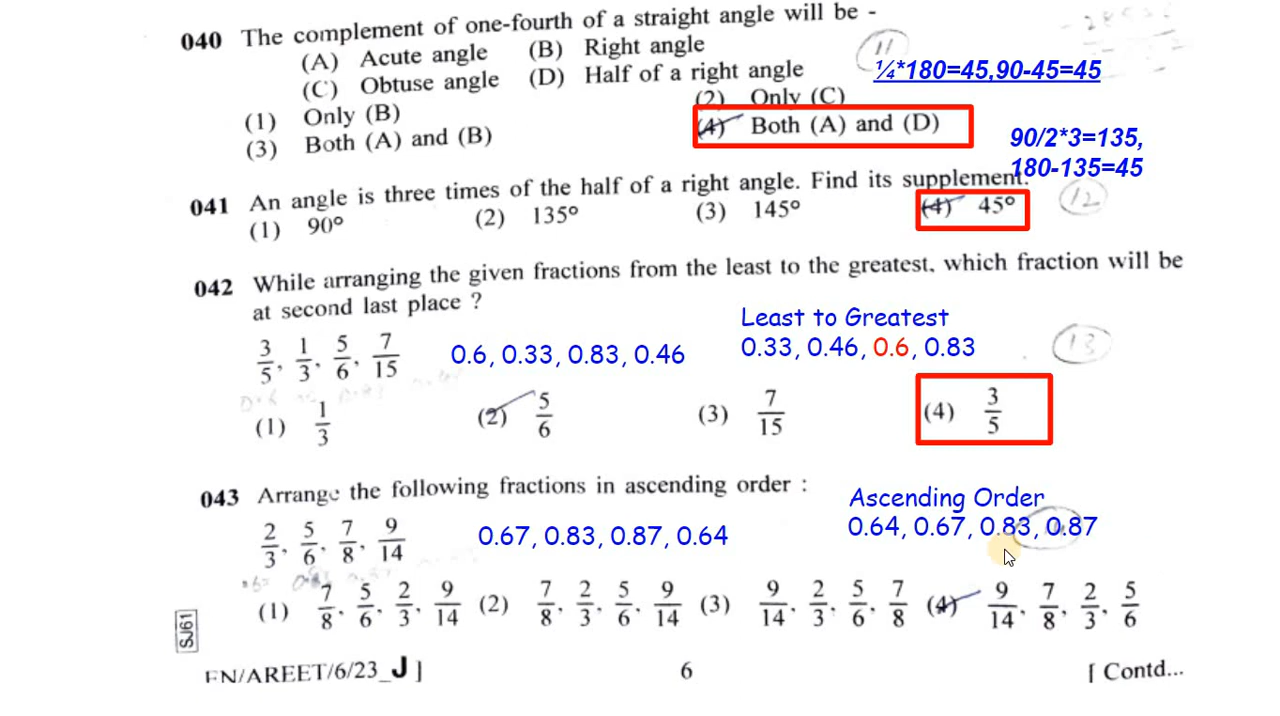 040 The complement of one-fourth of a straight angle will be -
(A) Acute angle (B) Right angle
(C) Obtuse angle (D) Half of a right angle
(1) Only (B) (2) Only (C)
(3) Both (A) and (B) (4) Both (A) and (D)
11
¼*180=45,90-45=45
90/2*3=135,
180-135=45
041 An angle is three times of the half of a right angle. Find its supplement.
(1) 90° (2) 135° (3) 145° (4) 45°
12
042 While arranging the given fractions from the least to the greatest, which fraction will be
at second last place ?
3/5, 1/3, 5/6, 7/15
0.6, 0.33, 0.83, 0.46
Least to Greatest
0.33, 0.46, 0.6, 0.83
13
(1) 1/3 (2) 5/6 (3) 7/15 (4) 3/5
043 Arrange the following fractions in ascending order :
2/3, 5/6, 7/8, 9/14
0.67, 0.83, 0.87, 0.64
Ascending Order
0.64, 0.67, 0.83, 0.87
(1) 7/8, 5/6, 2/3, 9/14 (2) 7/8, 2/3, 5/6, 9/14 (3) 9/14, 2/3, 5/6, 7/8 (4) 9/14, 7/8, 2/3, 5/6
SJ61
EN/AREET/6/23_J ] 6 [ Contd...